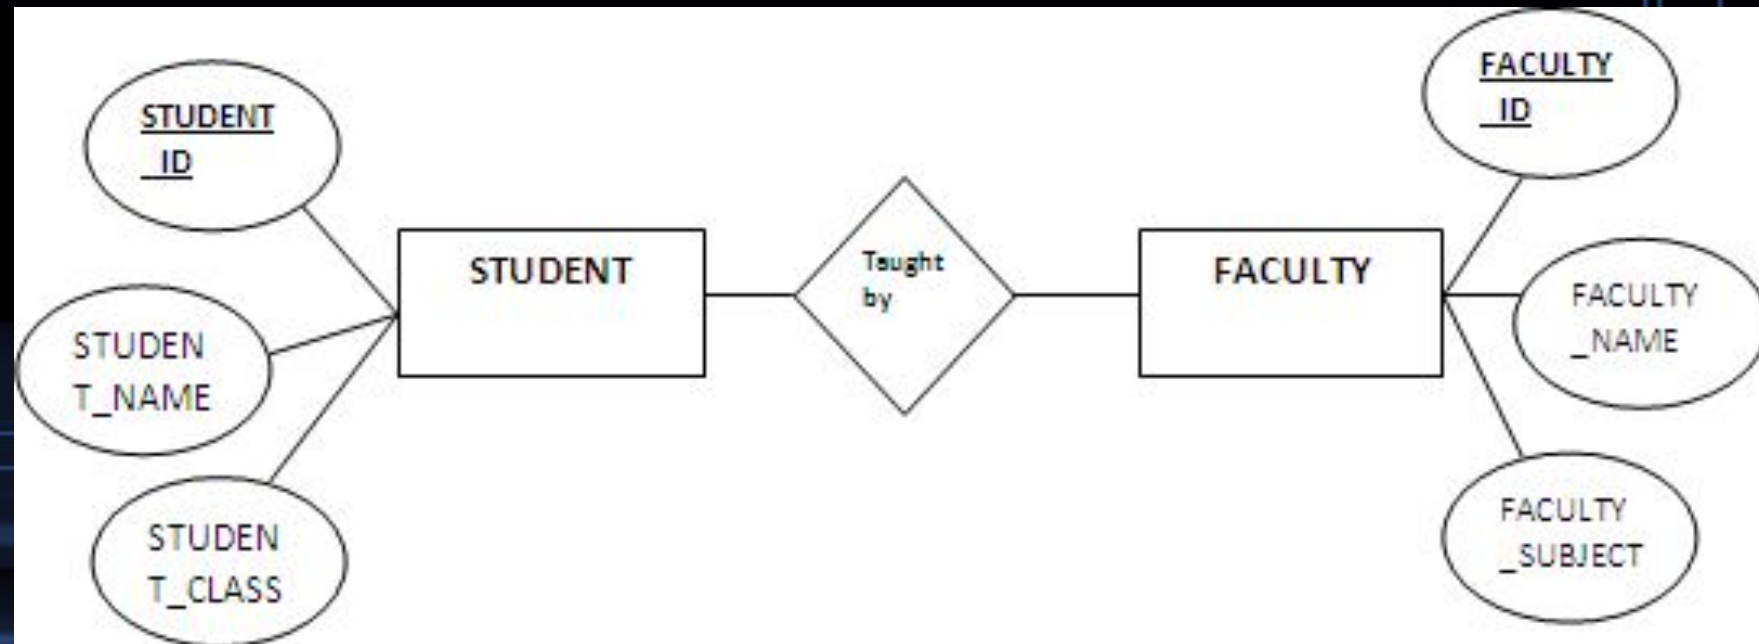 STUDENT
_ID
STUDEN
T_NAME
STUDEN
T_CLASS
STUDENT
Taught
by
FACULTY
FACULTY
_ID
FACULTY
_NAME
FACULTY
_SUBJECT